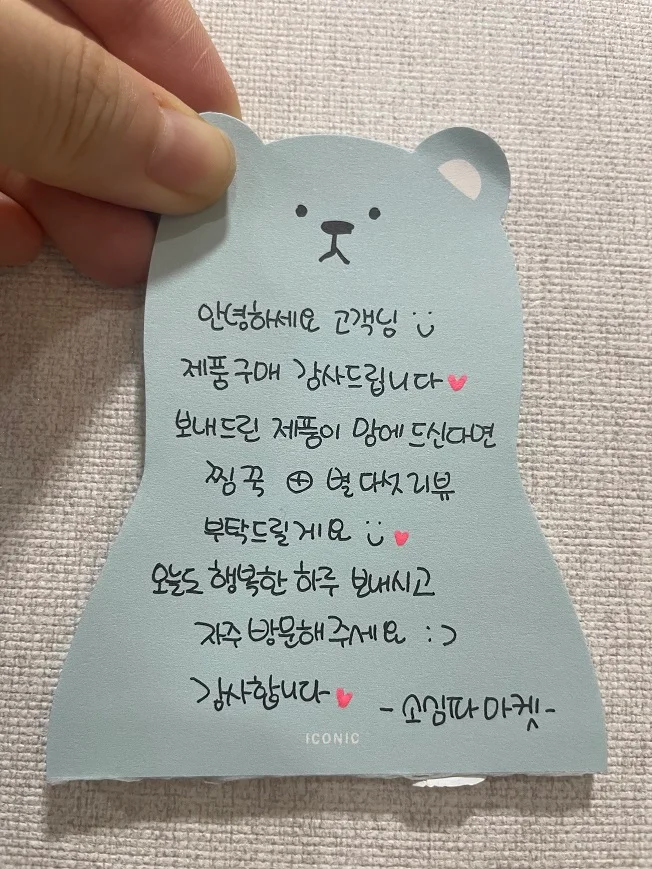 안녕하세요 고객님 :)
제품구매 감사드립니다♥
보내드린 제품이 맘에 드신다면
찜꾹 ⊕ 별 다섯 리뷰
부탁드릴게요 :) ♥
오늘도 행복한 하루 보내시고
자주 방문해주세요 :)
감사합니다♥ -소심따마켓-
ICONIC